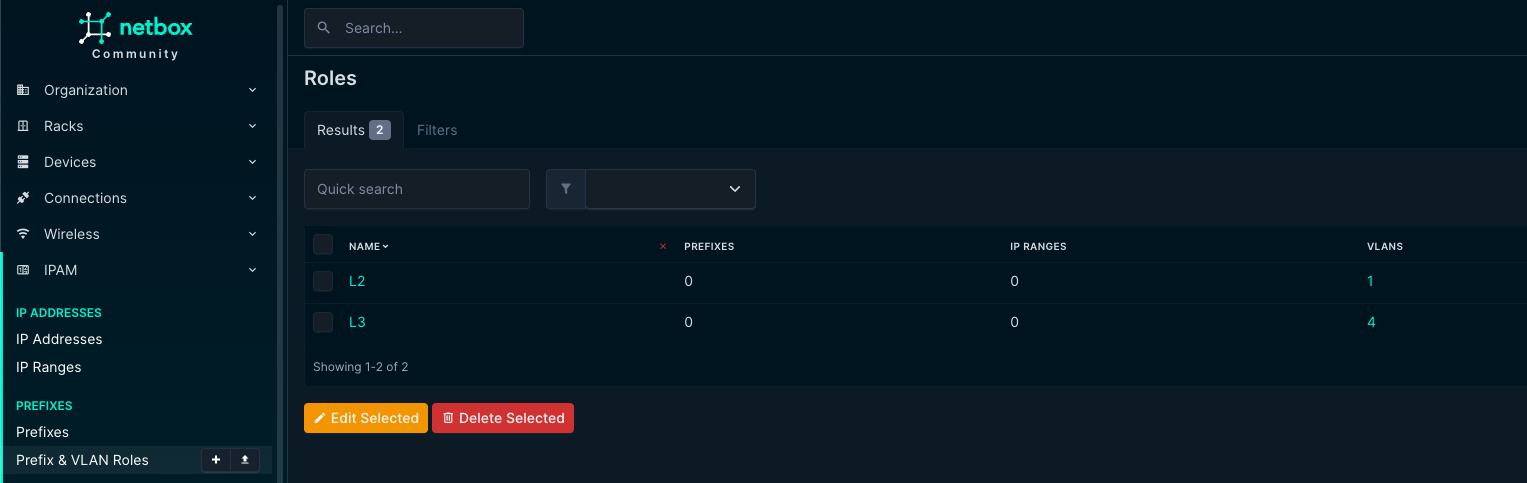 netbox
Community
Search...
Organization
Racks
Devices
Connections
Wireless
IPAM
IP ADDRESSES
IP Addresses
IP Ranges
PREFIXES
Prefixes
Prefix & VLAN Roles
Roles
Results 2
Filters
Quick search
NAME PREFIXES IP RANGES VLANS
L2 0 0 1
L3 0 0 4
Showing 1-2 of 2
Edit Selected Delete Selected